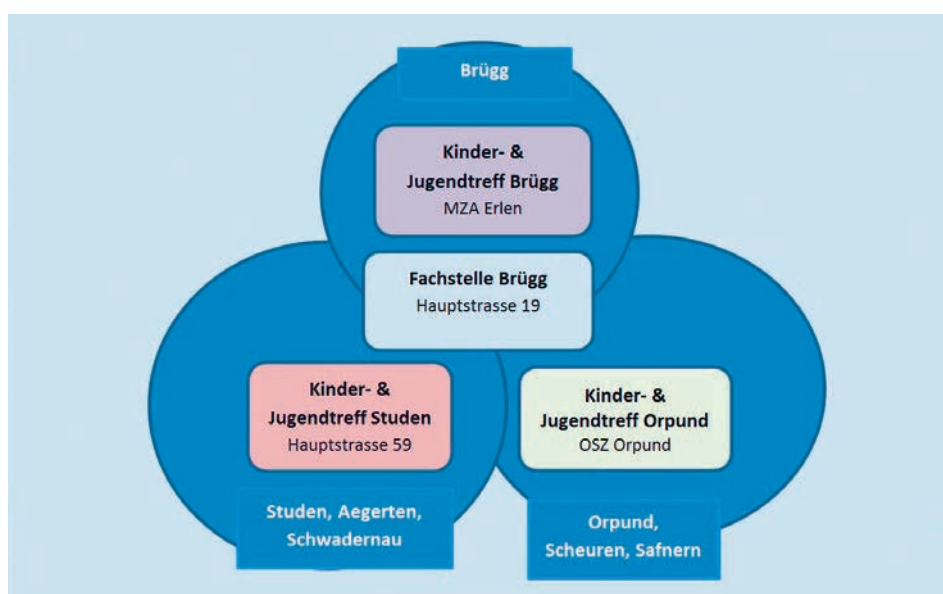 Brügg
Kinder- &
Jugendtreff Brügg
MZA Erlen
Fachstelle Brügg
Hauptstrasse 19
Kinder- &
Jugendtreff Studen
Hauptstrasse 59
Kinder- &
Jugendtreff Orpund
OSZ Orpund
Studen, Aegerten,
Schwadernau
Orpund,
Scheuren, Safnern